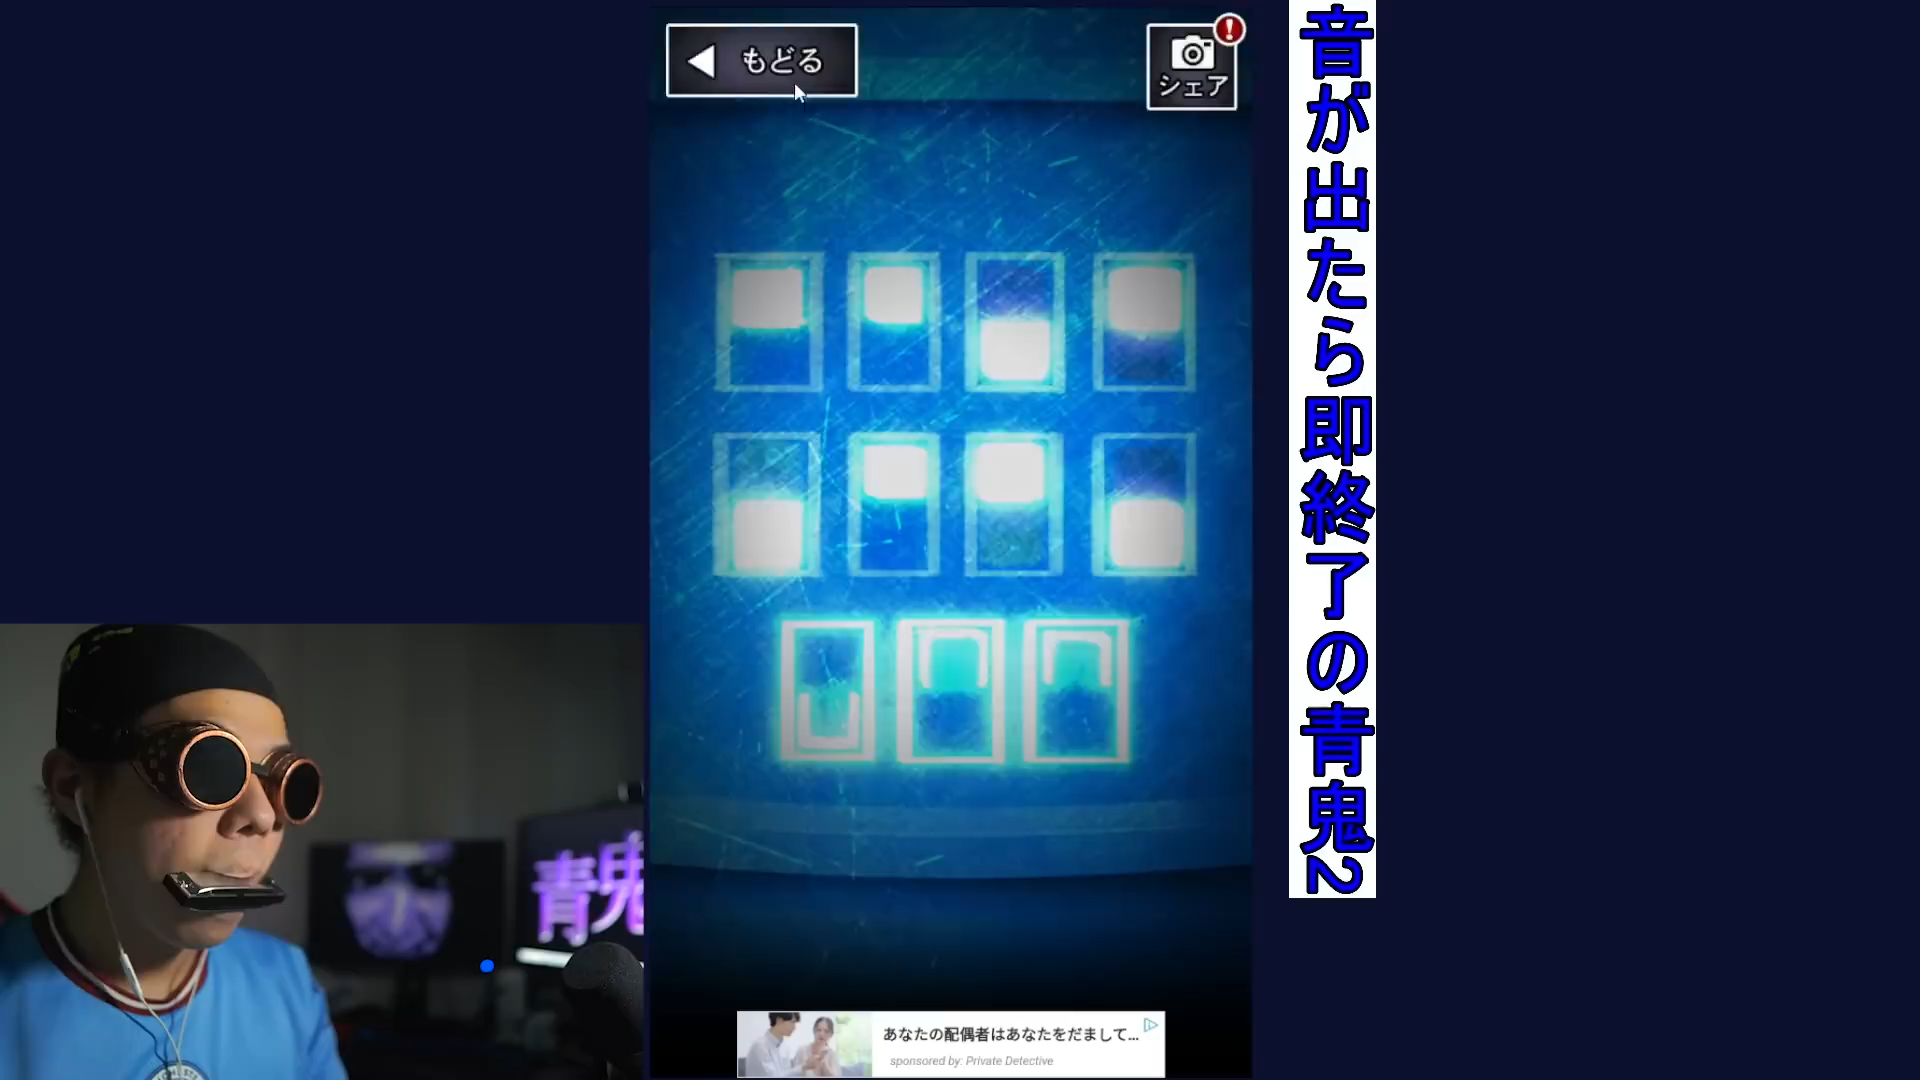 もどる
シェア
音が出たら即終了の青鬼2
青鬼
あなたの配偶者はあなたをだまして...
sponsored by: Private Detective